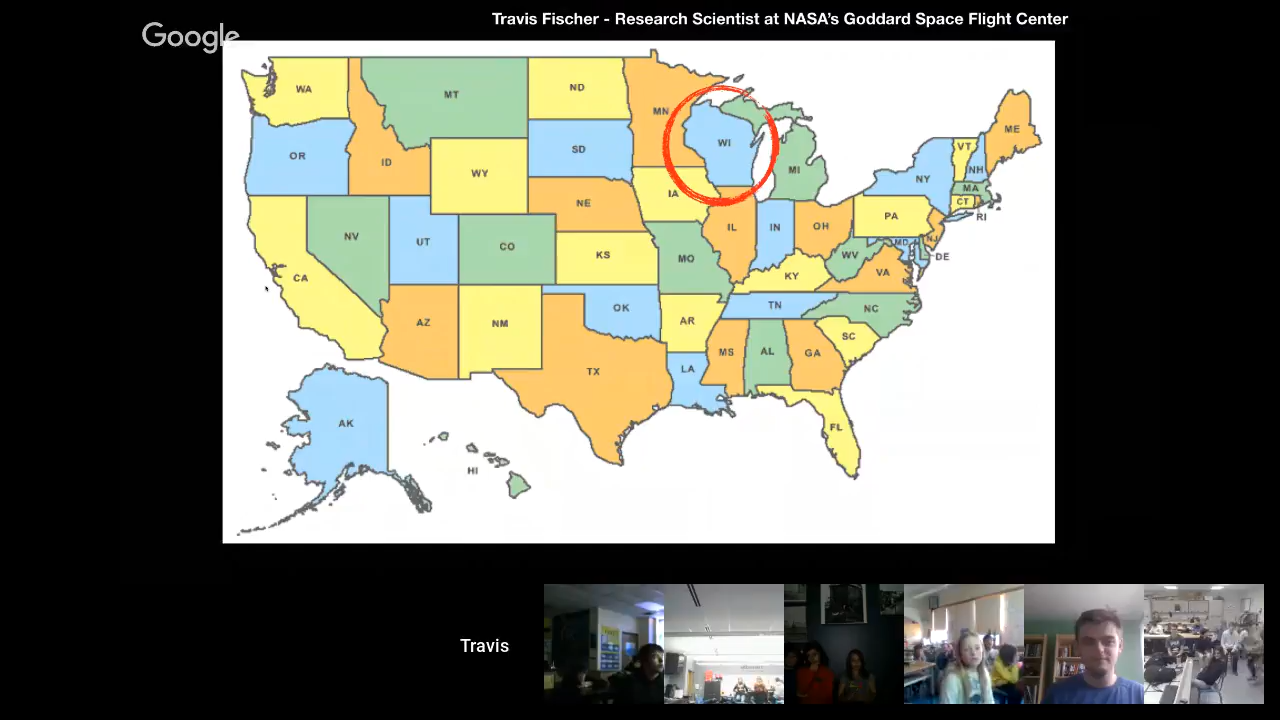 Travis Fischer - Research Scientist at NASA's Goddard Space Flight Center
Google
WA
MT
ND
MN
WI
ME
OR
ID
SD
WY
MI
NY
VT
NH
MA
CT
RI
NE
IA
PA
NV
UT
CO
IL
IN
OH
NJ
MD
DE
KS
MO
WV
VA
CA
KY
OK
TN
NC
AZ
NM
AR
SC
TX
MS
AL
GA
LA
AK
FL
HI
Travis